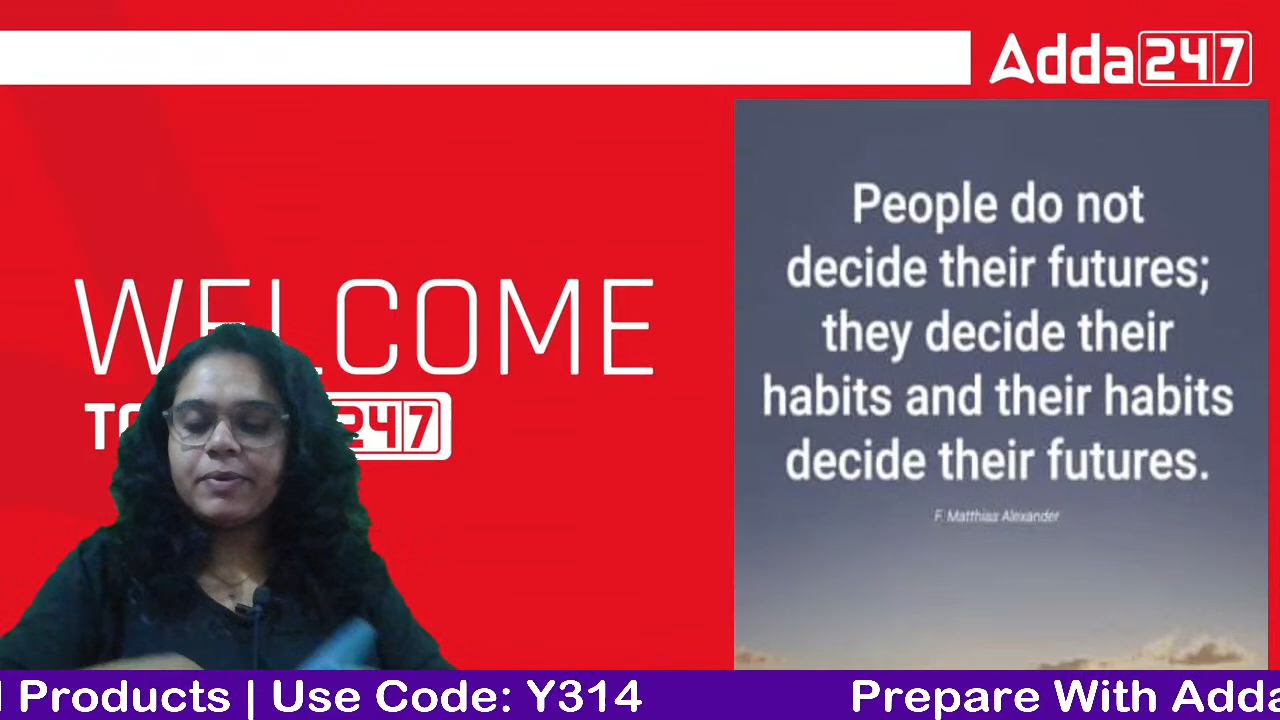 Adda247
WELCOME
247
People do not
decide their futures;
they decide their
habits and their habits
decide their futures.
F. Matthias Alexander
Products | Use Code: Y314 Prepare With Adda